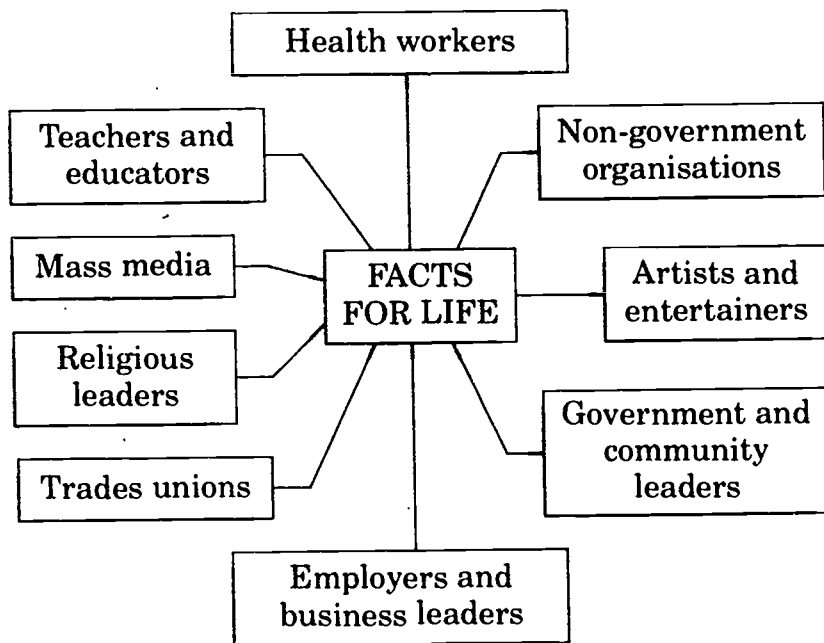 Health workers
Teachers and
educators
Non-government
organisations
Mass media
FACTS
FOR LIFE
Artists and
entertainers
Religious
leaders
Government and
community
leaders
Trades unions
Employers and
business leaders